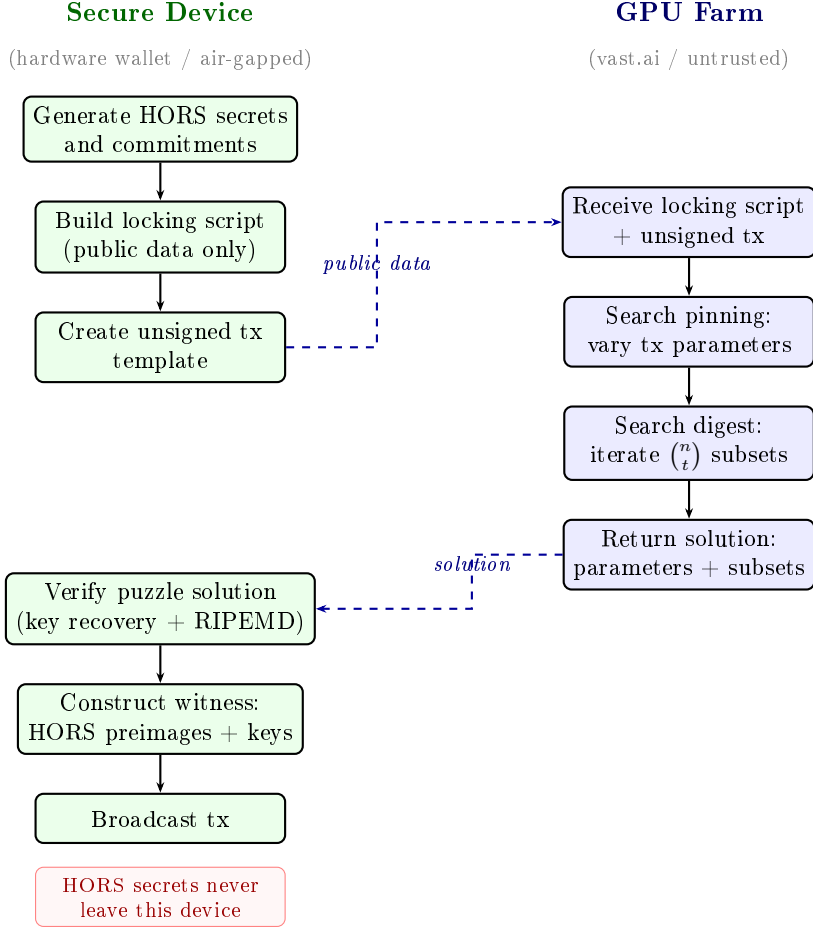 Secure Device
(hardware wallet / air-gapped)
Generate HORS secrets
and commitments
Build locking script
(public data only)
Create unsigned tx
template
public data
GPU Farm
(vast.ai / untrusted)
Receive locking script
+ unsigned tx
Search pinning:
vary tx parameters
Search digest:
iterate (n t) subsets
Return solution:
parameters + subsets
solution
Verify puzzle solution
(key recovery + RIPEMD)
Construct witness:
HORS preimages + keys
Broadcast tx
HORS secrets never
leave this device